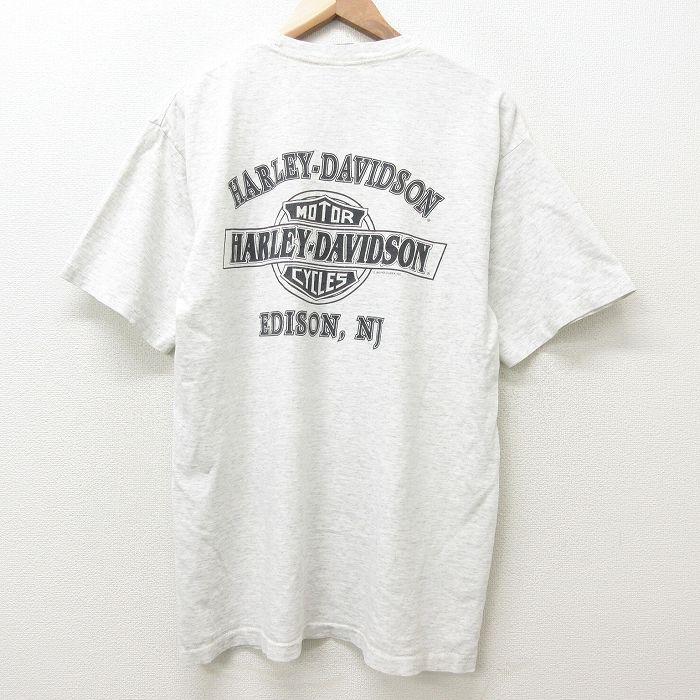 HARLEY-DAVIDSON
MOTOR
HARLEY-DAVIDSON
CYCLES
EDISON, NJ